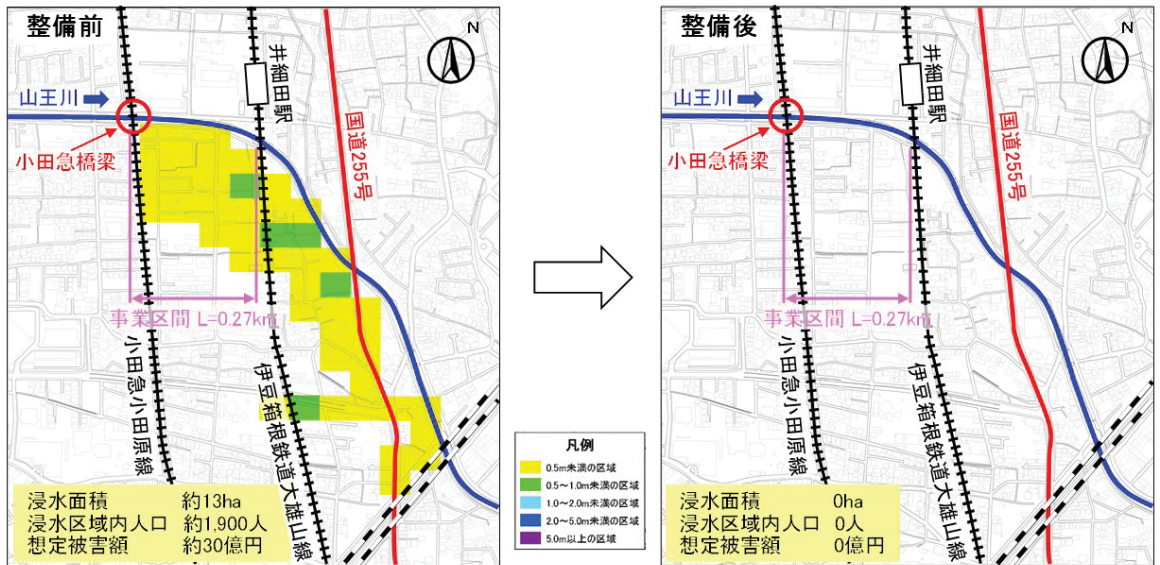 整備前
N
井細田駅
山王川
小田急橋梁
国道255号
事業区間 L=0.27km
小田急小田原線
伊豆箱根鉄道大雄山線
浸水面積 約13ha
浸水区域内人口 約1,900人
想定被害額 約30億円
凡例
0.5m未満の区域
0.5~1.0m未満の区域
1.0~2.0m未満の区域
2.0~5.0m未満の区域
5.0m以上の区域
整備後
N
井細田駅
山王川
小田急橋梁
国道255号
事業区間 L=0.27km
小田急小田原線
伊豆箱根鉄道大雄山線
浸水面積 0ha
浸水区域内人口 0人
想定被害額 0億円